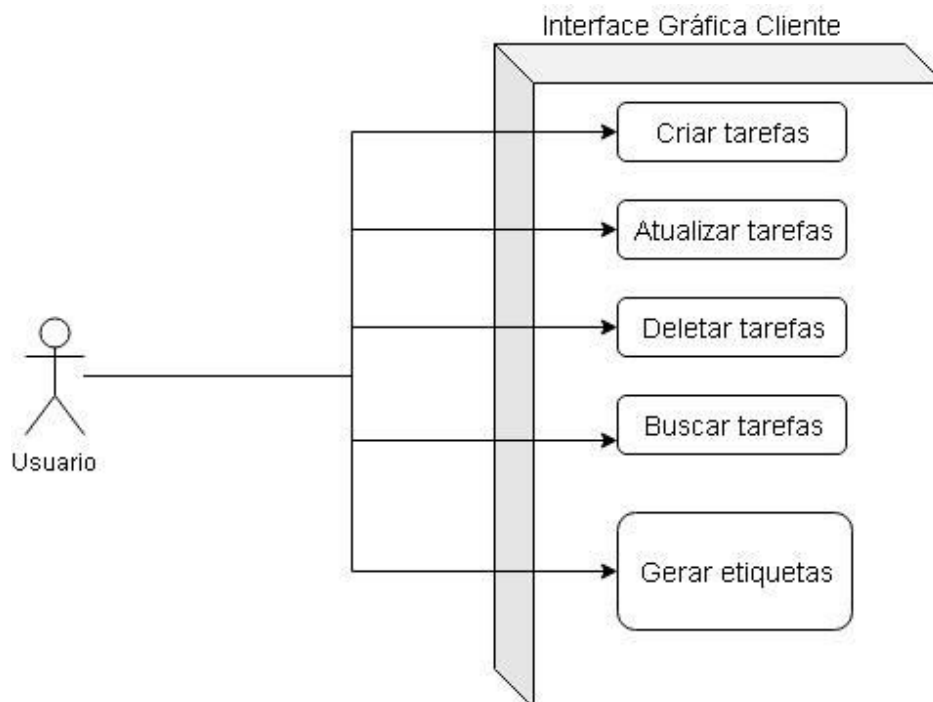 Interface Gráfica Cliente
Criar tarefas
Atualizar tarefas
Deletar tarefas
Buscar tarefas
Usuario
Gerar etiquetas